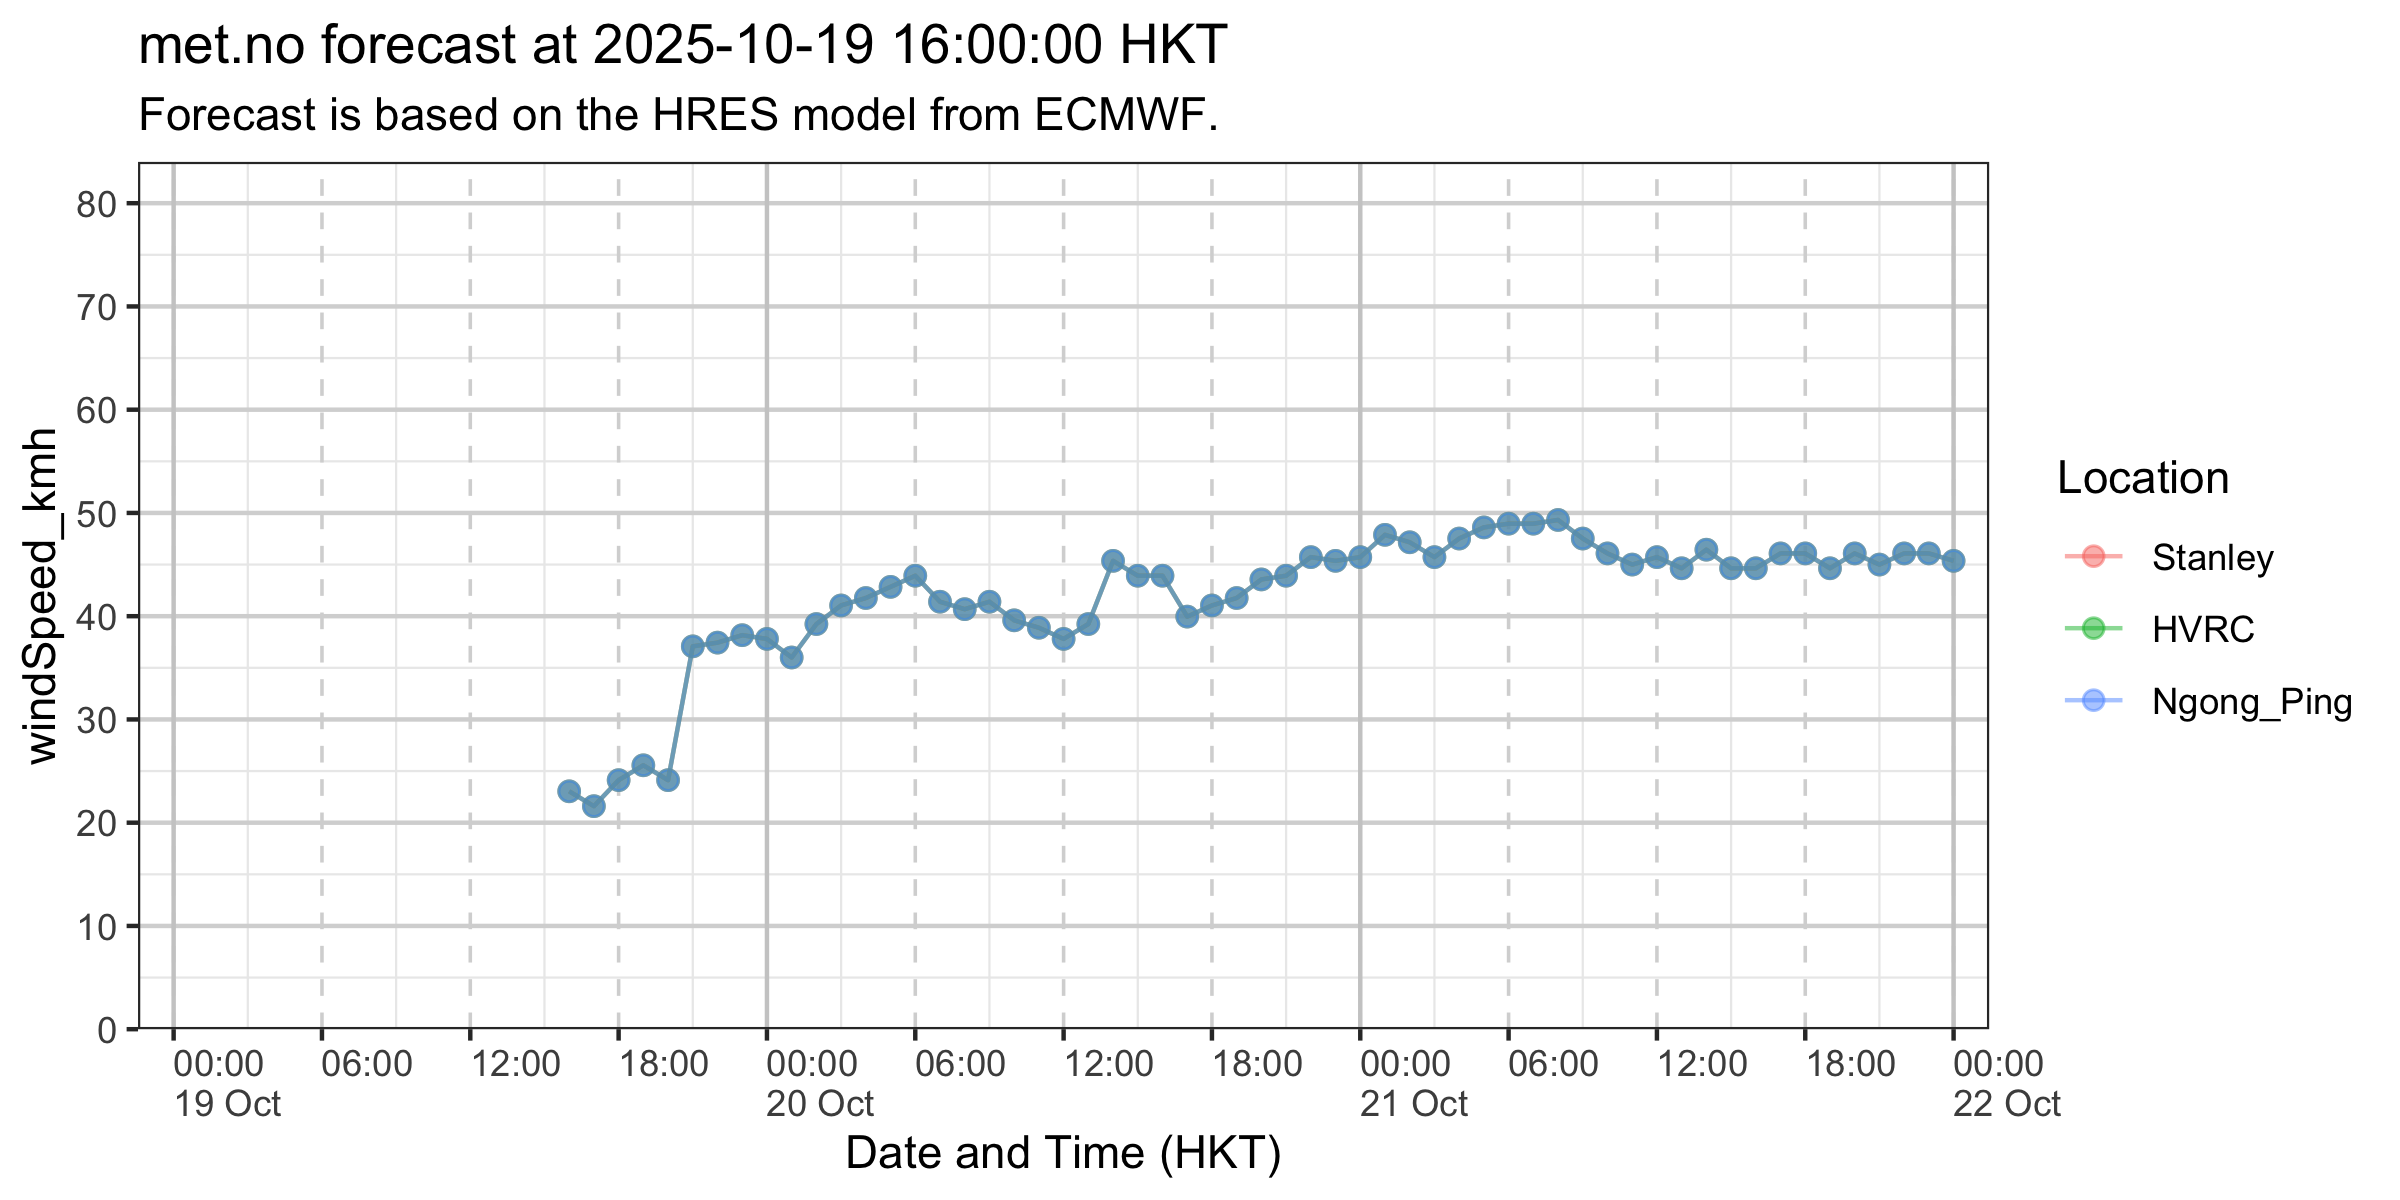 met.no forecast at 2025-10-19 16:00:00 HKT
Forecast is based on the HRES model from ECMWF.
windSpeed_kmh
80
70
60
50
40
30
20
10
0
00:00 06:00 12:00 18:00 00:00 06:00 12:00 18:00 00:00 06:00 12:00 18:00 00:00
19 Oct 20 Oct 21 Oct 22 Oct
Date and Time (HKT)
Location
Stanley
HVRC
Ngong_Ping